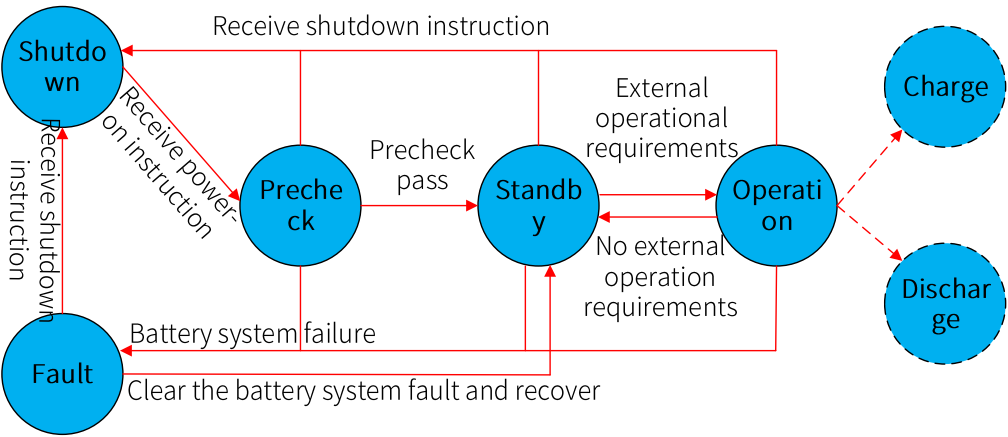 Receive shutdown instruction
Shutdo
wn
Charge
External
operational
requirements
Receive power-
on instruction
Precheck
pass
Receive shutdown
instruction
Preche
ck
Standb
y
Operati
on
No external
operation
requirements
Dischar
ge
Battery system failure
Fault
Clear the battery system fault and recover